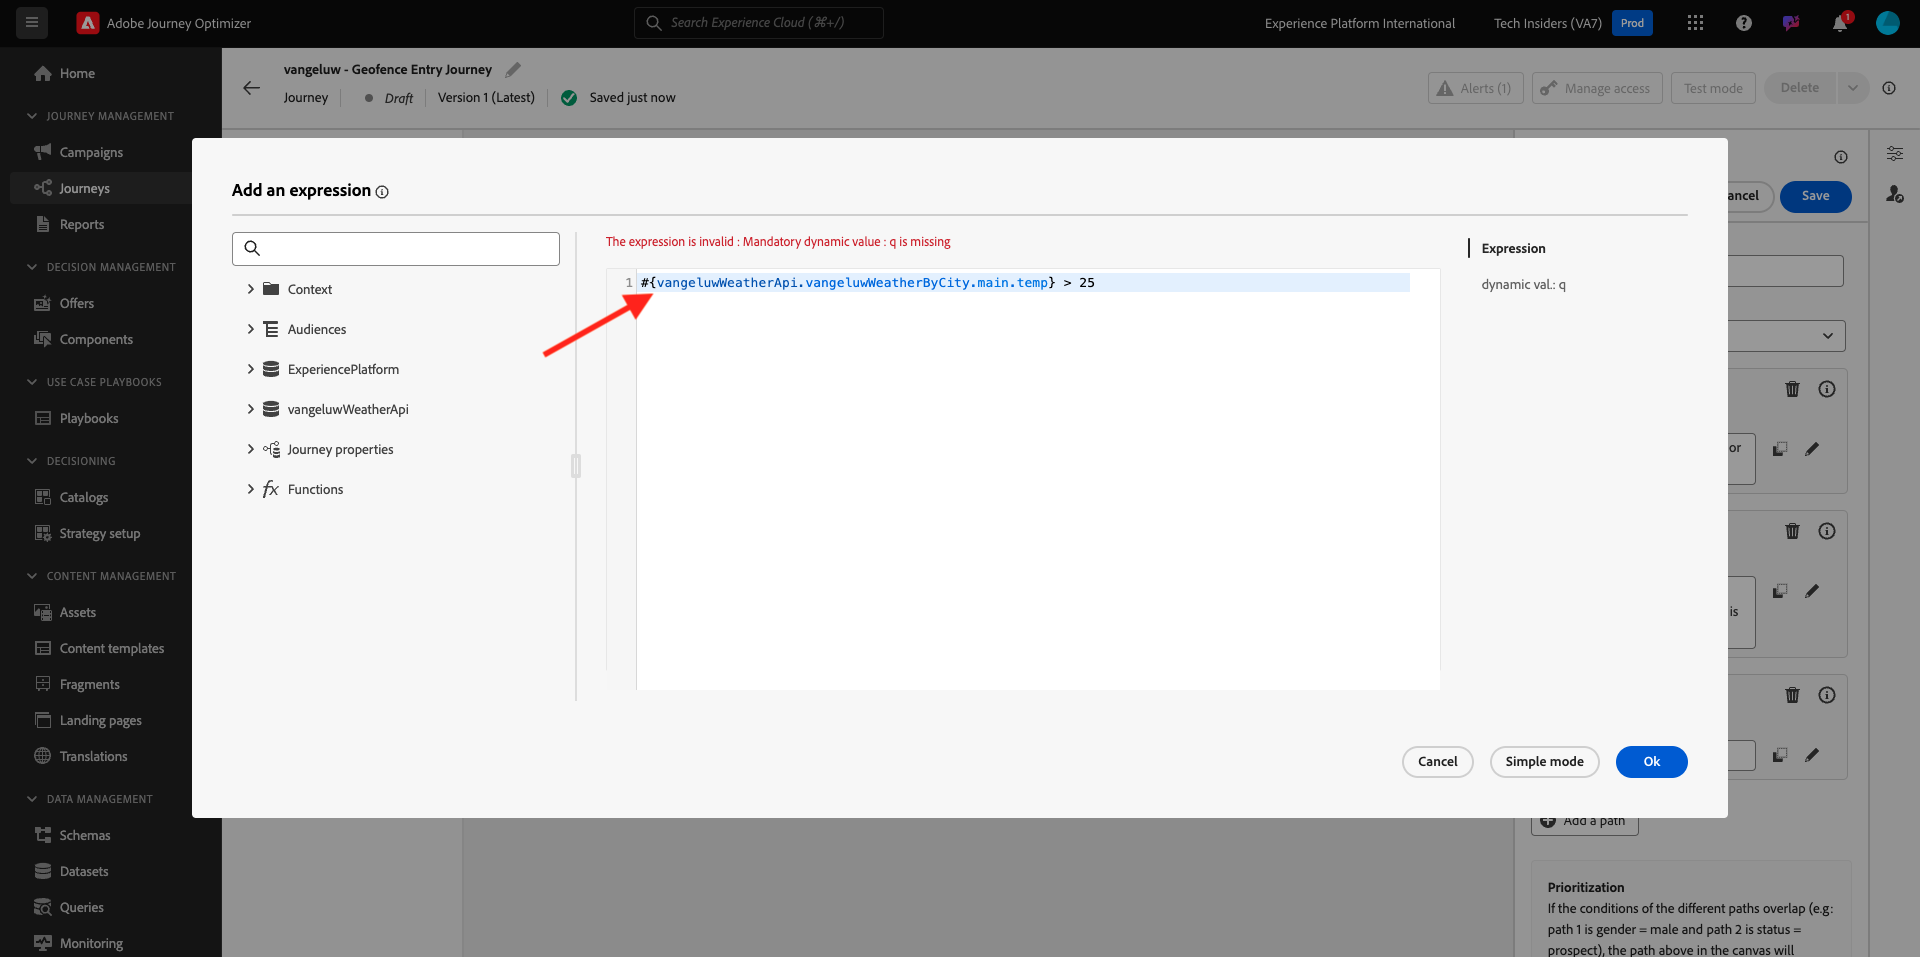 Adobe Journey Optimizer
Search Experience Cloud (⌘+/)
Experience Platform International
Tech Insiders (VA7)
Prod
1
Home
JOURNEY MANAGEMENT
Campaigns
Journeys
Reports
DECISION MANAGEMENT
Offers
Components
USE CASE PLAYBOOKS
Playbooks
DECISIONING
Catalogs
Strategy setup
CONTENT MANAGEMENT
Assets
Content templates
Fragments
Landing pages
Translations
DATA MANAGEMENT
Schemas
Datasets
Queries
Monitoring
vangeluw - Geofence Entry Journey
Journey
Draft
Version 1 (Latest)
Saved just now
Alerts (1)
Manage access
Test mode
Delete
Add an expression
Context
Audiences
ExperiencePlatform
vangeluwWeatherApi
Journey properties
fx Functions
The expression is invalid : Mandatory dynamic value : q is missing
1 #{vangeluwWeatherApi.vangeluwWeatherByCity.main.temp} > 25
Expression
dynamic val.: q
Cancel
Simple mode
Ok
ancel
Save
or
is
Add a path
Prioritization
If the conditions of the different paths overlap (e.g:
path 1 is gender = male and path 2 is status =
prospect), the path above in the canvas will